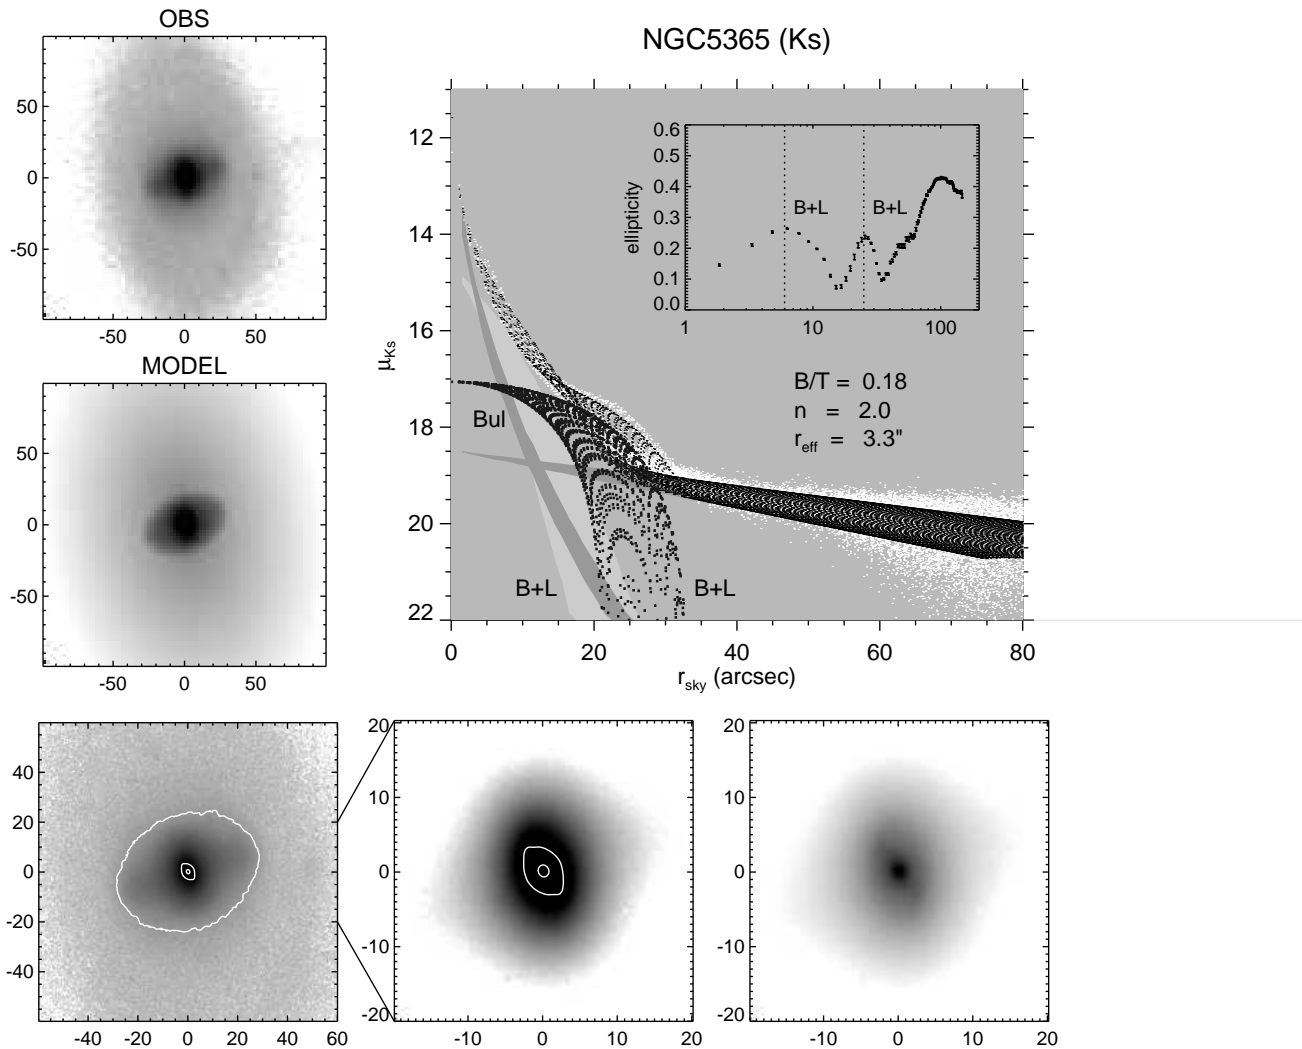 OBS
NGC5365 (Ks)
50
0
-50
-50 0 50
MODEL
50
0
-50
-50 0 50
12
14
16
18
20
22
μKs
0 20 40 60 80
rsky (arcsec)
0.6
0.5
0.4
0.3
0.2
0.1
0.0
ellipticity
1 10 100
B+L B+L
B/T = 0.18
n = 2.0
reff = 3.3"
Bul
B+L B+L
40
20
0
-20
-40
-40 -20 0 20 40 60
20
10
0
-10
-20
-10 0 10 20
20
10
0
-10
-20
-10 0 10 20